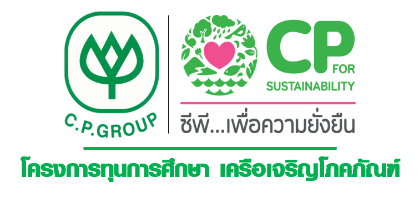 C.P.GROUP
CP
FOR
SUSTAINABILITY
ซีพี...เพื่อความยั่งยืน
โครงการทุนการศึกษา เครือเจริญโภคภัณฑ์